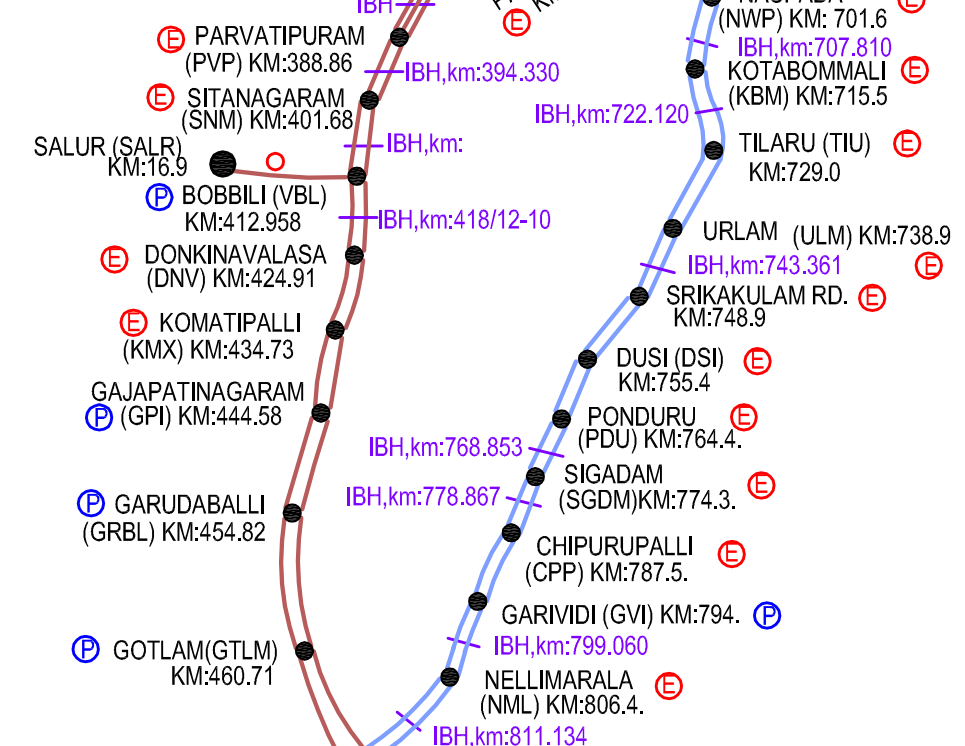 IBH
E
PARVATIPURAM
(PVP) KM:388.86
IBH,km:394.330
E
SITANAGARAM
(SNM) KM:401.68
IBH,km:
SALUR (SALR)
KM:16.9
P
BOBBILI (VBL)
KM:412.958
IBH,km:418/12-10
E
DONKINAVALASA
(DNV) KM:424.91
E
KOMATIPALLI
(KMX) KM:434.73
GAJAPATINAGARAM
P
(GPI) KM:444.58
P
GARUDABALLI
(GRBL) KM:454.82
P
GOTLAM(GTLM)
KM:460.71
E
(NWP) KM: 701.6
E
IBH,km:707.810
KOTABOMMALI
E
(KBM) KM:715.5
IBH,km:722.120
TILARU (TIU)
E
KM:729.0
URLAM (ULM) KM:738.9
E
IBH,km:743.361
SRIKAKULAM RD.
E
KM:748.9
DUSI (DSI)
E
KM:755.4
PONDURU
E
(PDU) KM:764.4.
IBH,km:768.853
SIGADAM
E
(SGDM)KM:774.3.
IBH,km:778.867
CHIPURUPALLI
E
(CPP) KM:787.5.
GARIVIDI (GVI) KM:794.
P
IBH,km:799.060
NELLIMARALA
E
(NML) KM:806.4.
IBH,km:811.134